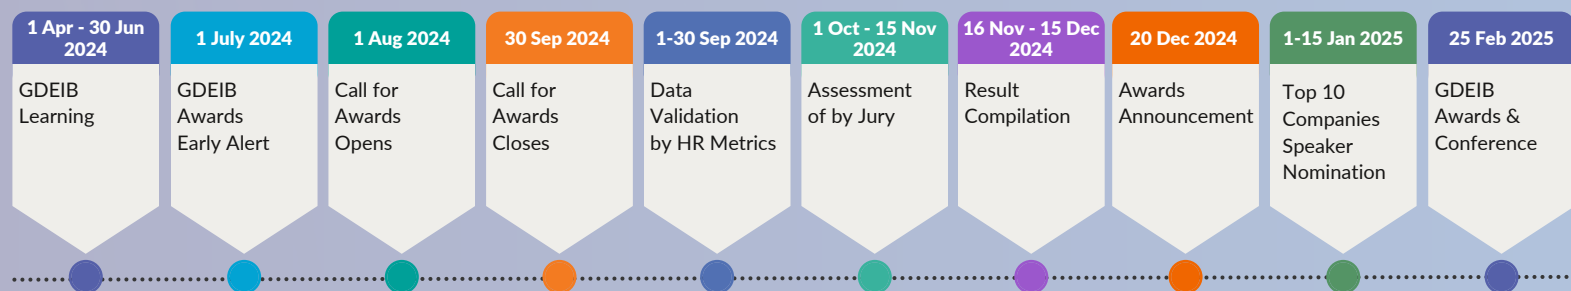 1 Apr - 30 Jun
2024
GDEIB
Learning
1 July 2024
GDEIB
Awards
Early Alert
1 Aug 2024
Call for
Awards
Opens
30 Sep 2024
Call for
Awards
Closes
1-30 Sep 2024
Data
Validation
by HR Metrics
1 Oct - 15 Nov
2024
Assessment
of by Jury
16 Nov - 15 Dec
2024
Result
Compilation
20 Dec 2024
Awards
Announcement
1-15 Jan 2025
Top 10
Companies
Speaker
Nomination
25 Feb 2025
GDEIB
Awards &
Conference